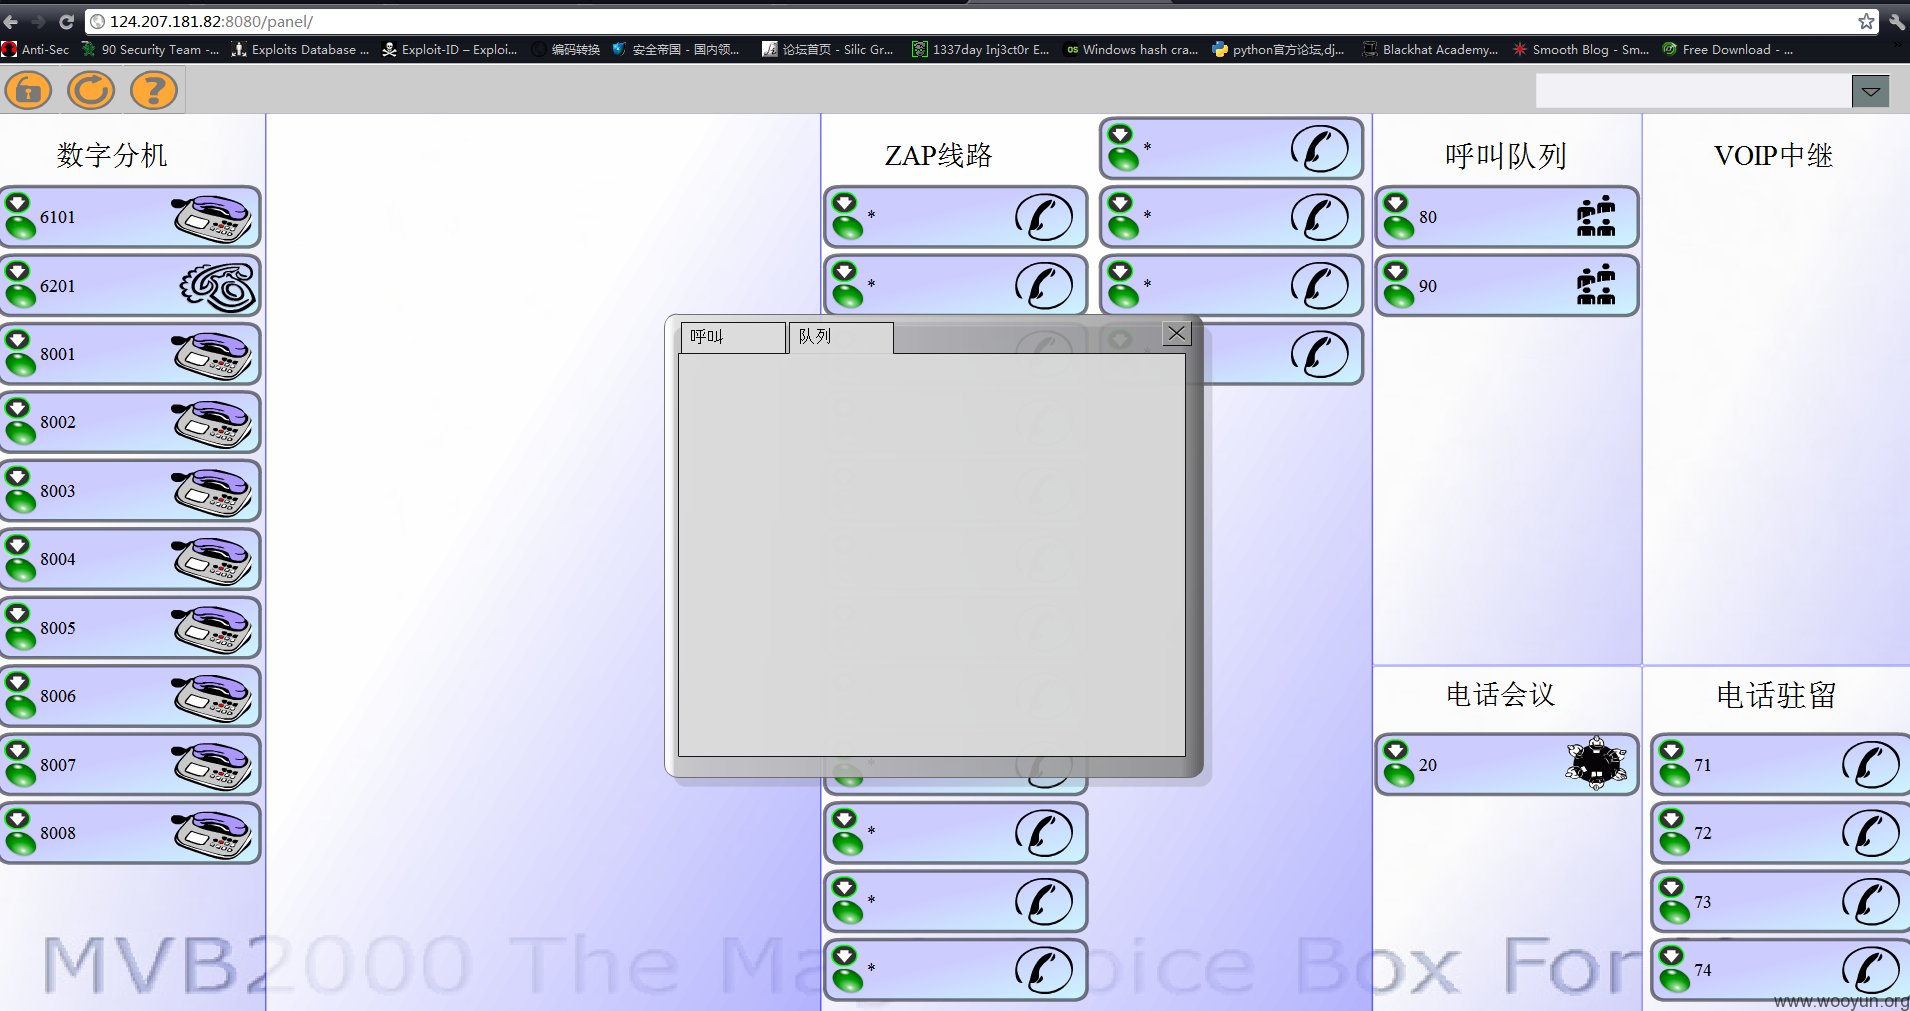 124.207.181.82:8080/panel/
Anti-Sec
90 Security Team -...
Exploits Database ...
Exploit-ID – Exploi...
编码转换
安全帝国 - 国内领...
论坛首页 - Silic Gr...
1337day Inj3ct0r E...
Windows hash cra...
python官方论坛,dj...
Blackhat Academy...
Smooth Blog - Sm...
Free Download - ...
数字分机
6101
6201
8001
8002
8003
8004
8005
8006
8007
8008
ZAP线路
*
*
*
*
*
*
*
*
*
呼叫
队列
呼叫队列
80
90
VOIP中继
电话会议
20
电话驻留
71
72
73
74
MVB2000 The Ma
oice Box For
www.wooyun.org